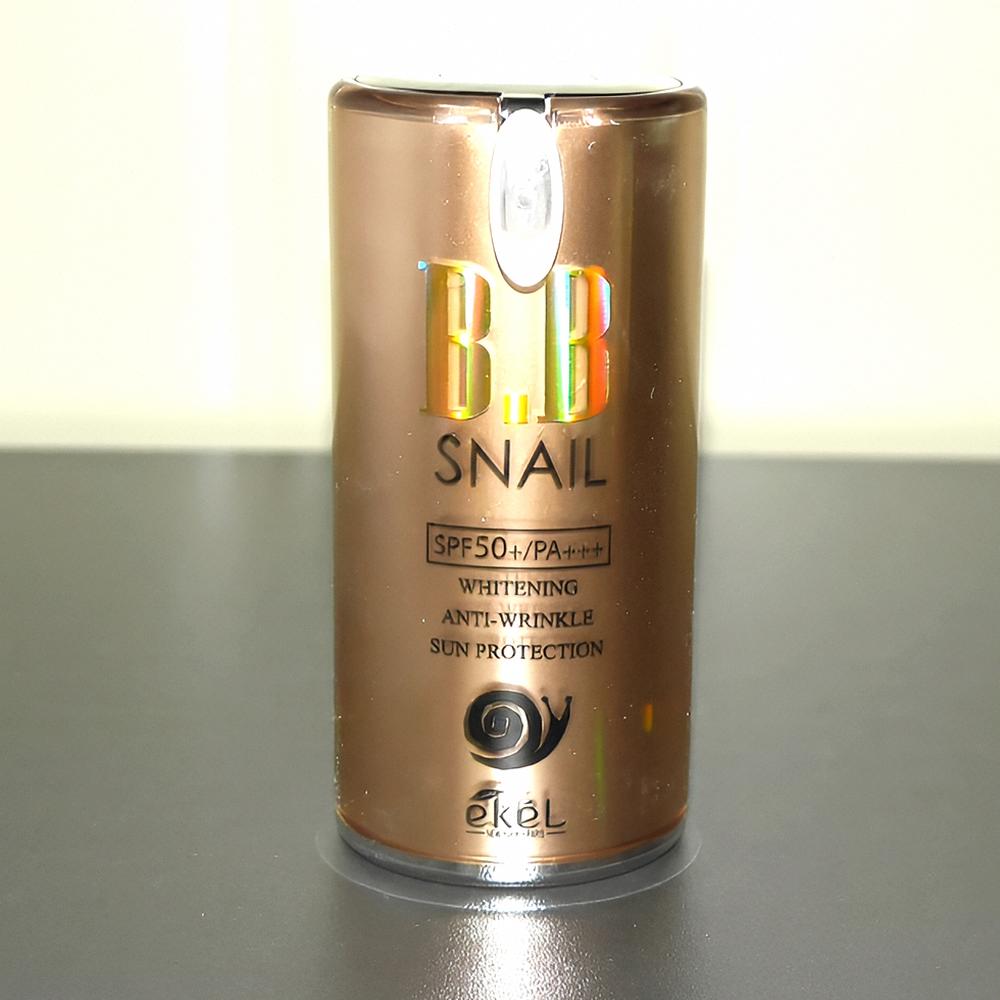 B.B
SNAIL
SPF50+/PA+++
WHITENING
ANTI-WRINKLE
SUN PROTECTION
ekeL